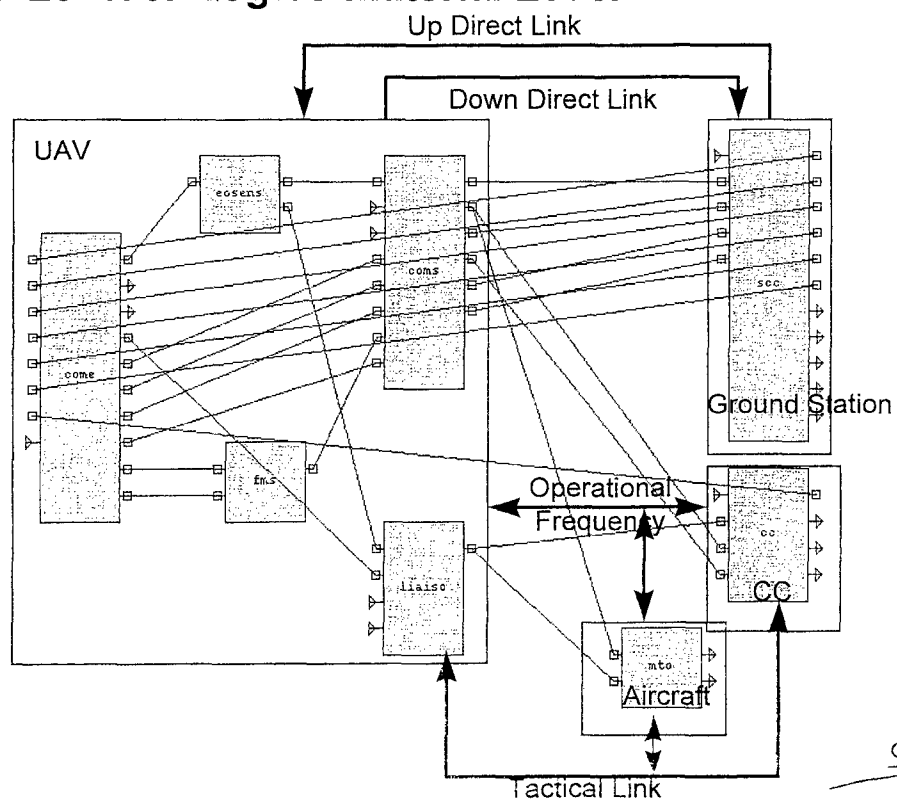 Up Direct Link
Down Direct Link
UAV
eosens
coms
scc
come
Ground Station
fms
Operational
Frequency
cc
CC
liaisc
mto
Aircraft
Tactical Link